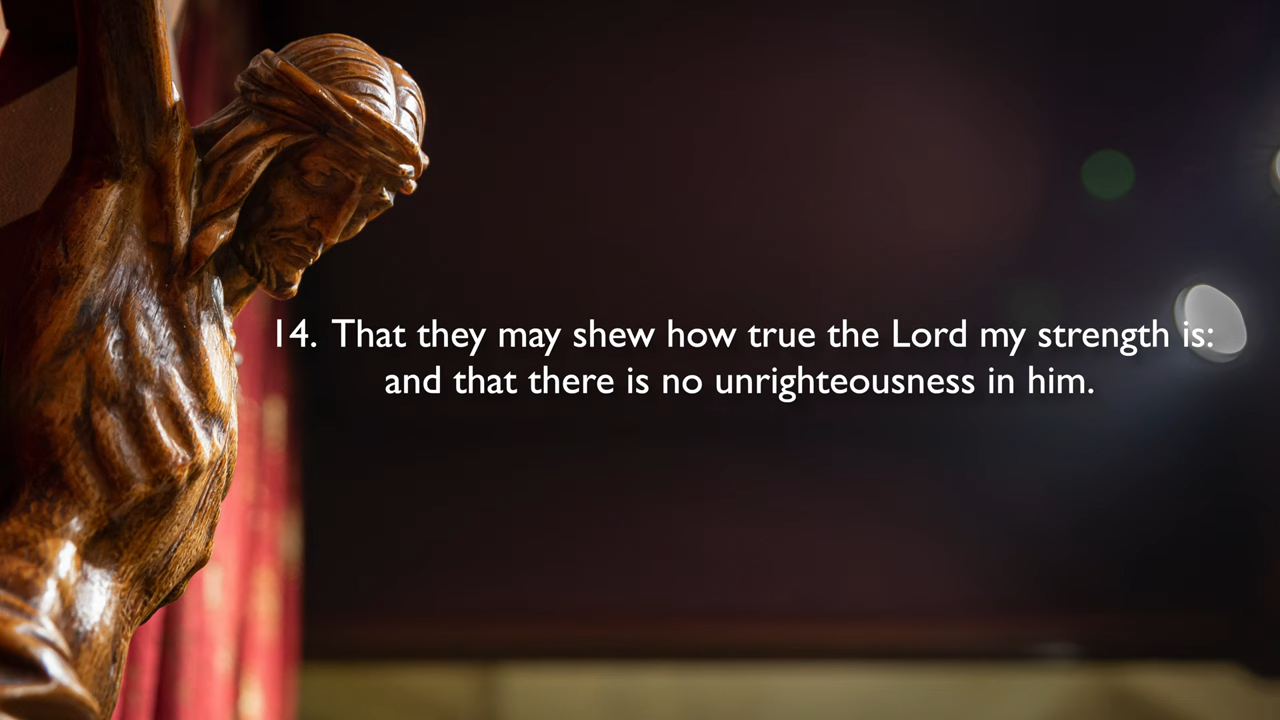 14. That they may shew how true the Lord my strength is:
and that there is no unrighteousness in him.